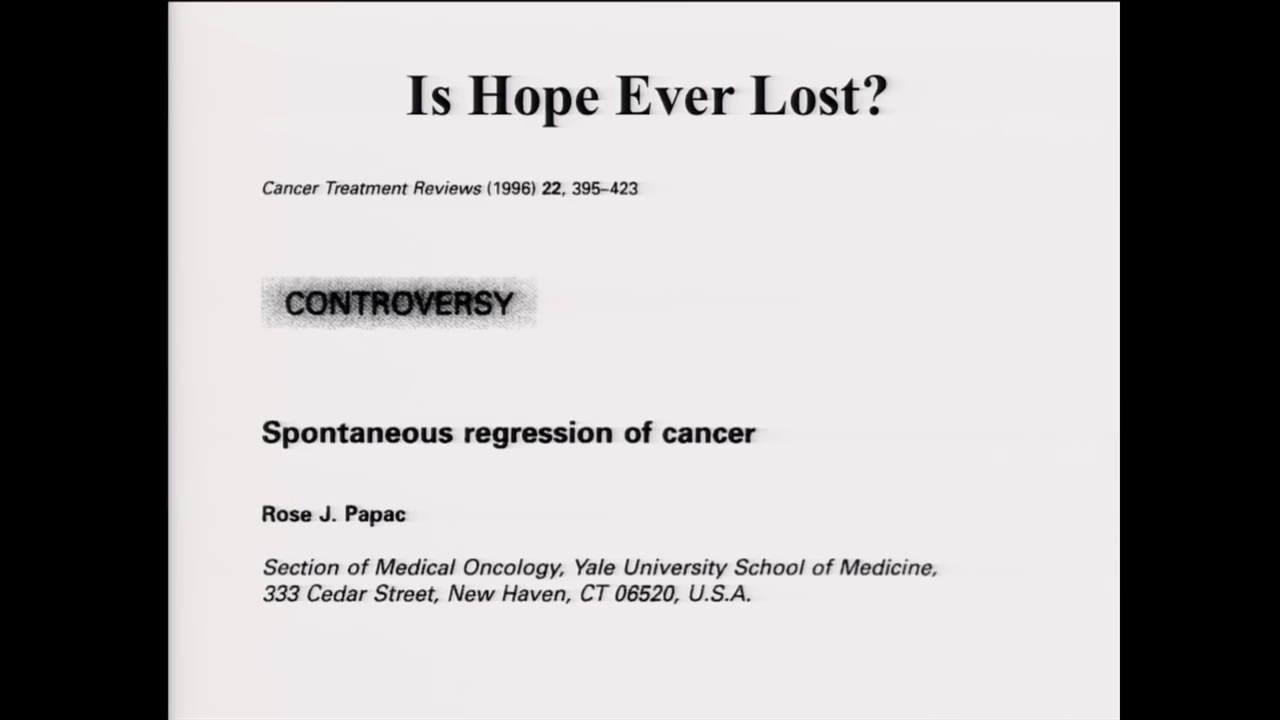 Is Hope Ever Lost?
Cancer Treatment Reviews (1996) 22, 395–423
CONTROVERSY
Spontaneous regression of cancer
Rose J. Papac
Section of Medical Oncology, Yale University School of Medicine,
333 Cedar Street, New Haven, CT 06520, U.S.A.